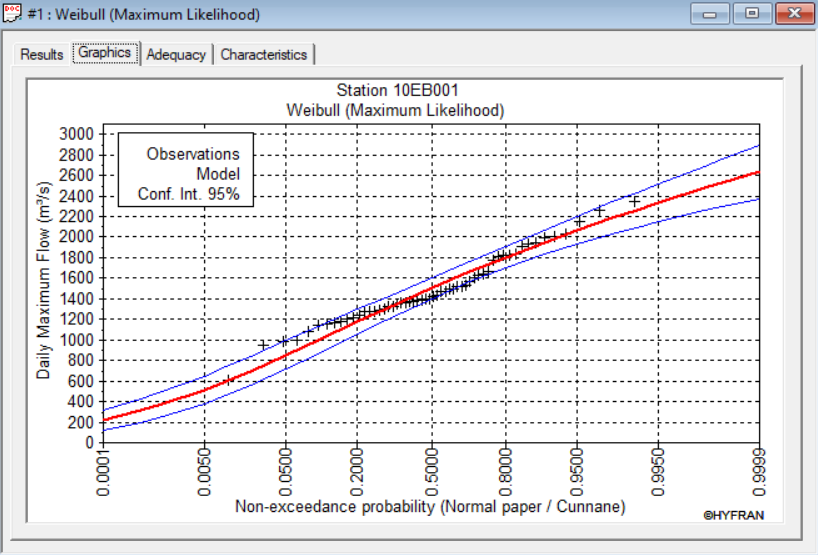 #1 : Weibull (Maximum Likelihood)
Results Graphics Adequacy Characteristics
Station 10EB001
Weibull (Maximum Likelihood)
Observations
Model
Conf. Int. 95%
Daily Maximum Flow (m³/s)
3000
2800
2600
2400
2200
2000
1800
1600
1400
1200
1000
800
600
400
200
0
0.0001 0.0050 0.0500 0.2000 0.5000 0.8000 0.9500 0.9950 0.9999
Non-exceedance probability (Normal paper / Cunnane)
©HYFRAN